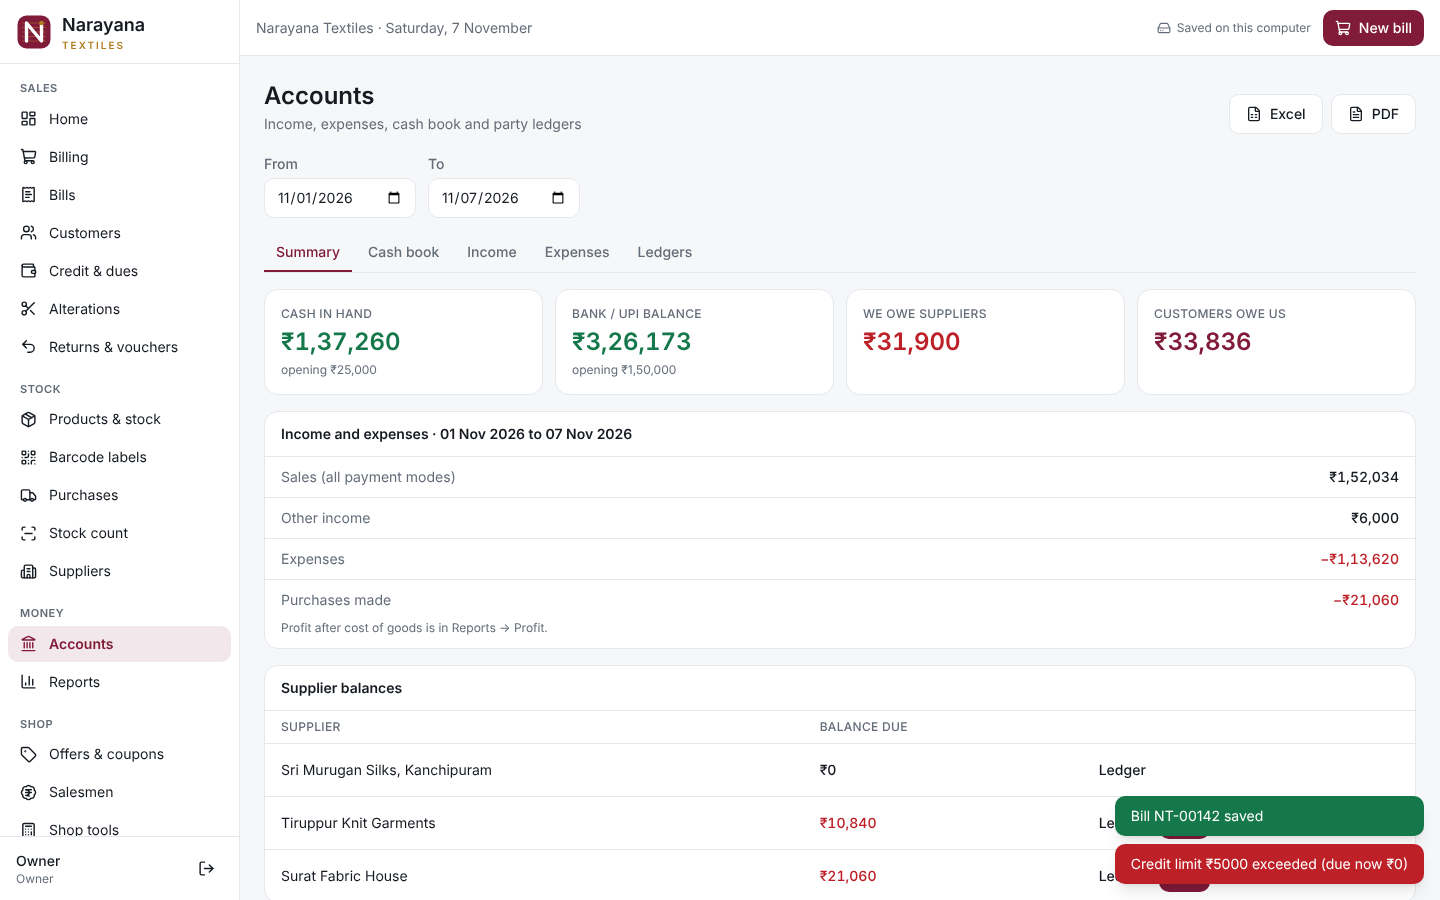 Narayana
TEXTILES
SALES
Home
Billing
Bills
Customers
Credit & dues
Alterations
Returns & vouchers
STOCK
Products & stock
Barcode labels
Purchases
Stock count
Suppliers
MONEY
Accounts
Reports
SHOP
Offers & coupons
Salesmen
Shop tools
Owner
Owner
Narayana Textiles · Saturday, 7 November
Saved on this computer
New bill
Accounts
Income, expenses, cash book and party ledgers
Excel
PDF
From
To
11/01/2026
11/07/2026
Summary
Cash book
Income
Expenses
Ledgers
CASH IN HAND
₹1,37,260
opening ₹25,000
BANK / UPI BALANCE
₹3,26,173
opening ₹1,50,000
WE OWE SUPPLIERS
₹31,900
CUSTOMERS OWE US
₹33,836
Income and expenses · 01 Nov 2026 to 07 Nov 2026
Sales (all payment modes) ₹1,52,034
Other income ₹6,000
Expenses −₹1,13,620
Purchases made −₹21,060
Profit after cost of goods is in Reports → Profit.
Supplier balances
SUPPLIER BALANCE DUE
Sri Murugan Silks, Kanchipuram ₹0 Ledger
Tiruppur Knit Garments ₹10,840
Surat Fabric House ₹21,060
Bill NT-00142 saved
Credit limit ₹5000 exceeded (due now ₹0)